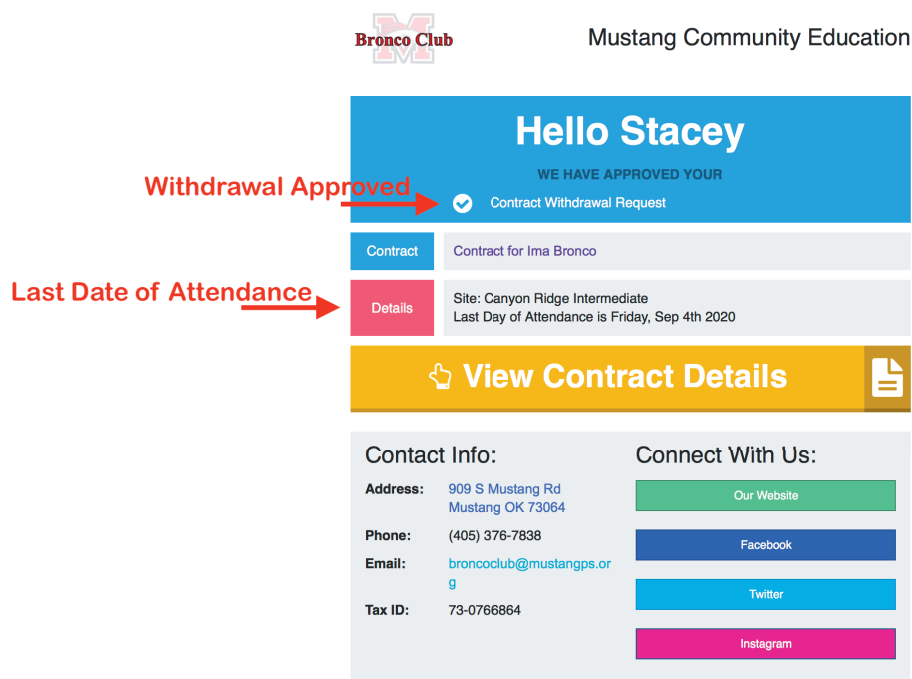 Bronco Club
Mustang Community Education
Hello Stacey
WE HAVE APPROVED YOUR
Withdrawal Approved
Contract Withdrawal Request
Contract
Contract for Ima Bronco
Last Date of Attendance
Details
Site: Canyon Ridge Intermediate
Last Day of Attendance is Friday, Sep 4th 2020
View Contract Details
Contact Info:
Address: 909 S Mustang Rd
Mustang OK 73064
Phone: (405) 376-7838
Email: broncoclub@mustangps.or
g
Tax ID: 73-0766864
Connect With Us:
Our Website
Facebook
Twitter
Instagram